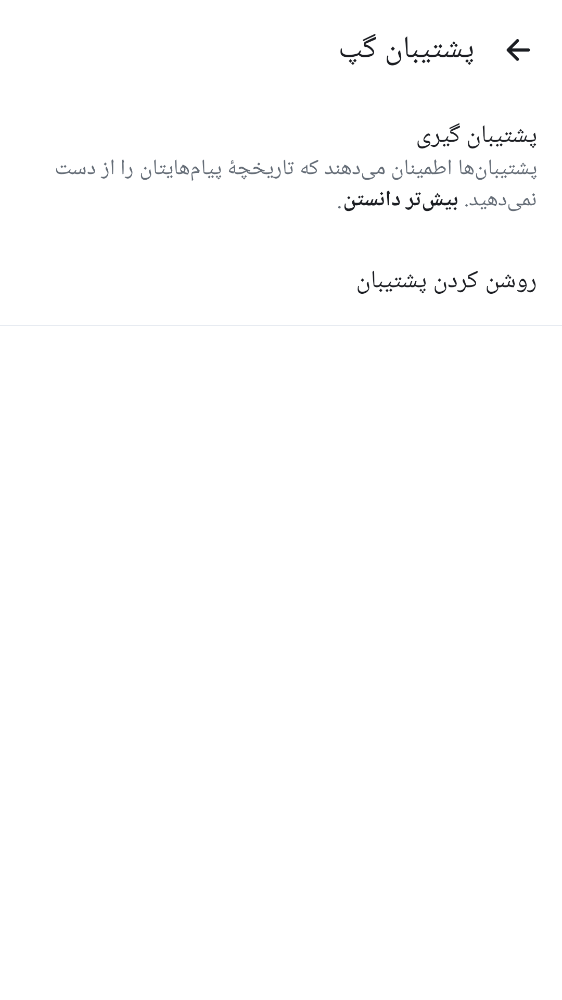 پشتیبان گپ
پشتیبان گیری
پشتیبان‌ها اطمینان می‌دهند که تاریخچهٔ پیام‌هایتان را از دست
نمی‌دهید. بیش‌تر دانستن.
روشن کردن پشتیبان